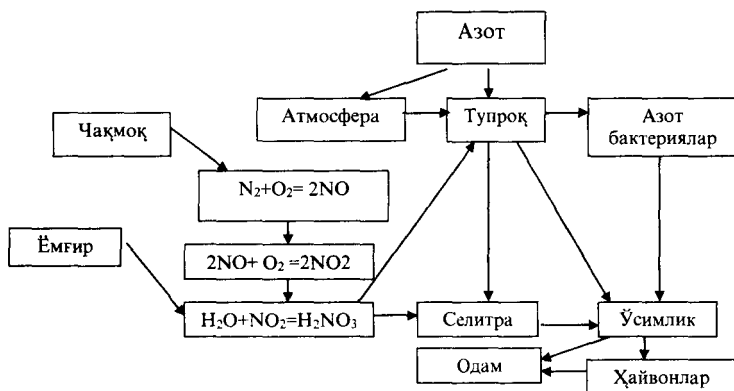 Азот
Атмосфера
Тупроқ
Азот
бактериялар
Чақмоқ
N₂+O₂= 2NO
Ёмғир
2NO+ O₂ =2NO2
H₂O+NO₂=H₂NO₃
Селитра
Ўсимлик
Одам
Ҳайвонлар